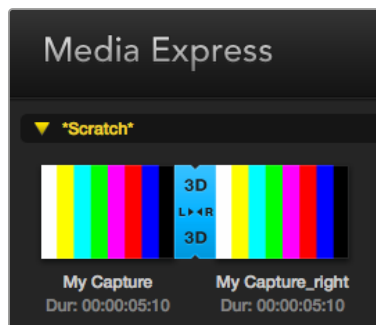 Media Express
*Scratch*
3D
L R
3D
My Capture My Capture_right
Dur: 00:00:05:10 Dur: 00:00:05:10